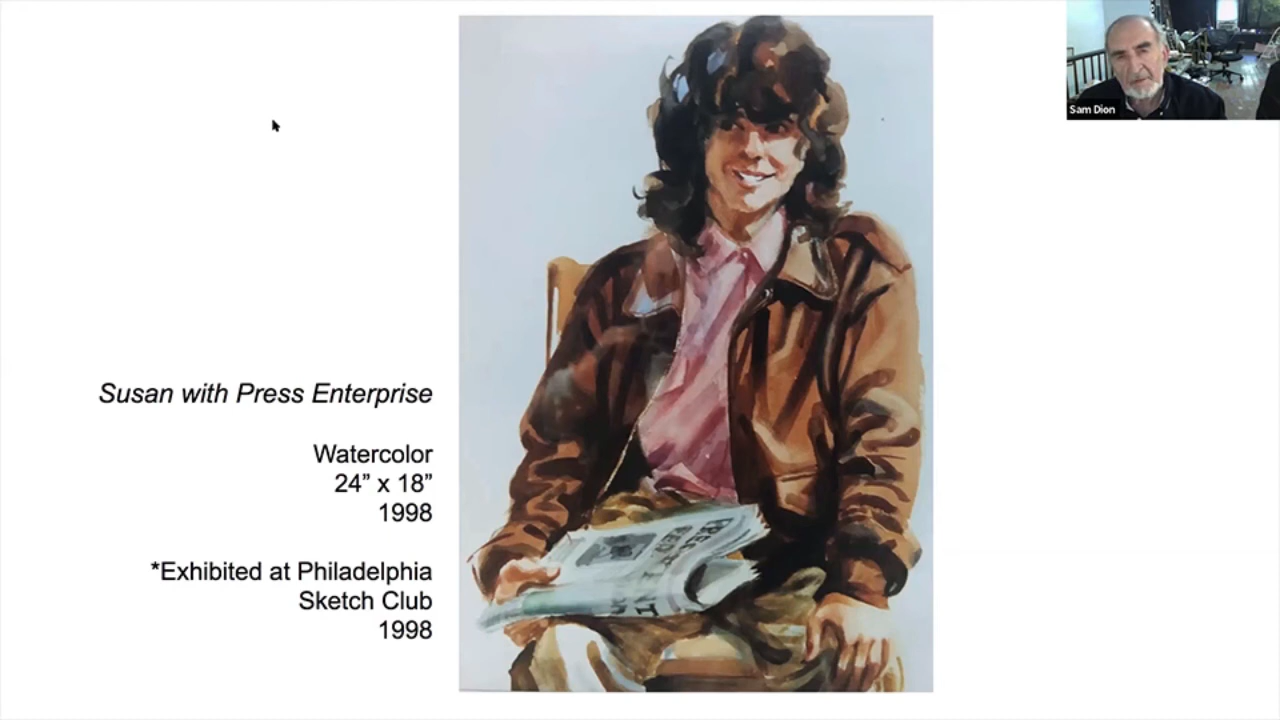 Susan with Press Enterprise
Watercolor
24” x 18”
1998
*Exhibited at Philadelphia
Sketch Club
1998
Sam Dion